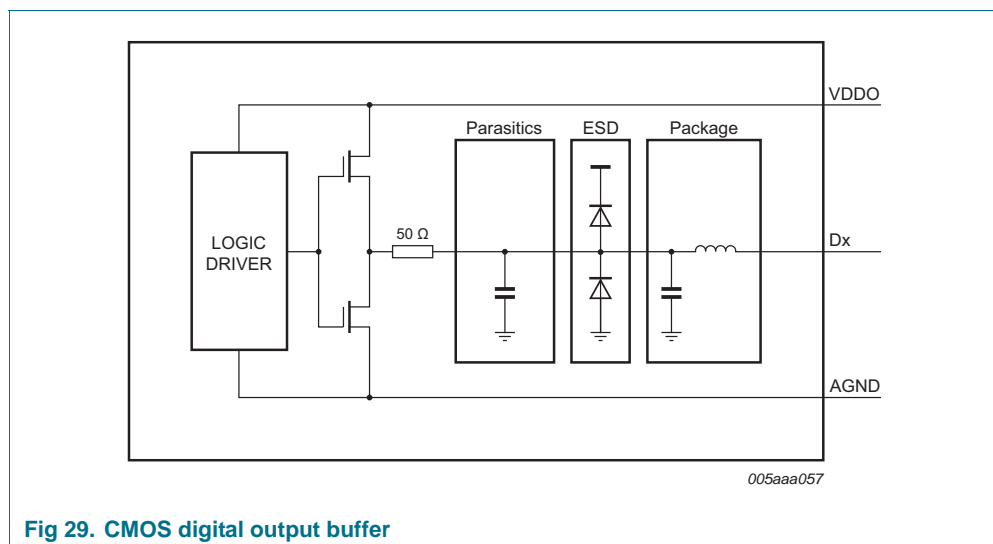 VDDO
Parasitics
ESD
Package
LOGIC
DRIVER
50 Ω
Dx
AGND
005aaa057
Fig 29. CMOS digital output buffer